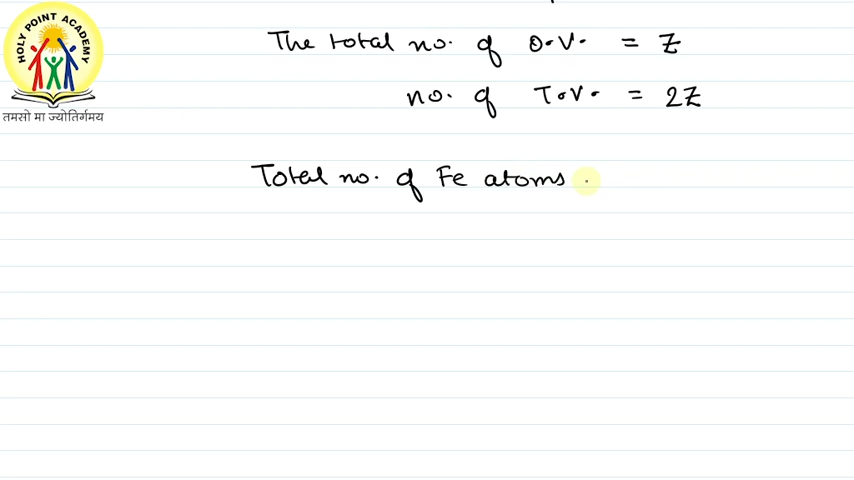 HOLY POINT ACADEMY
तमसो मा ज्योतिर्गमय
The total no. of O.V. = Z
no. of T.V. = 2Z
Total no. of Fe atoms